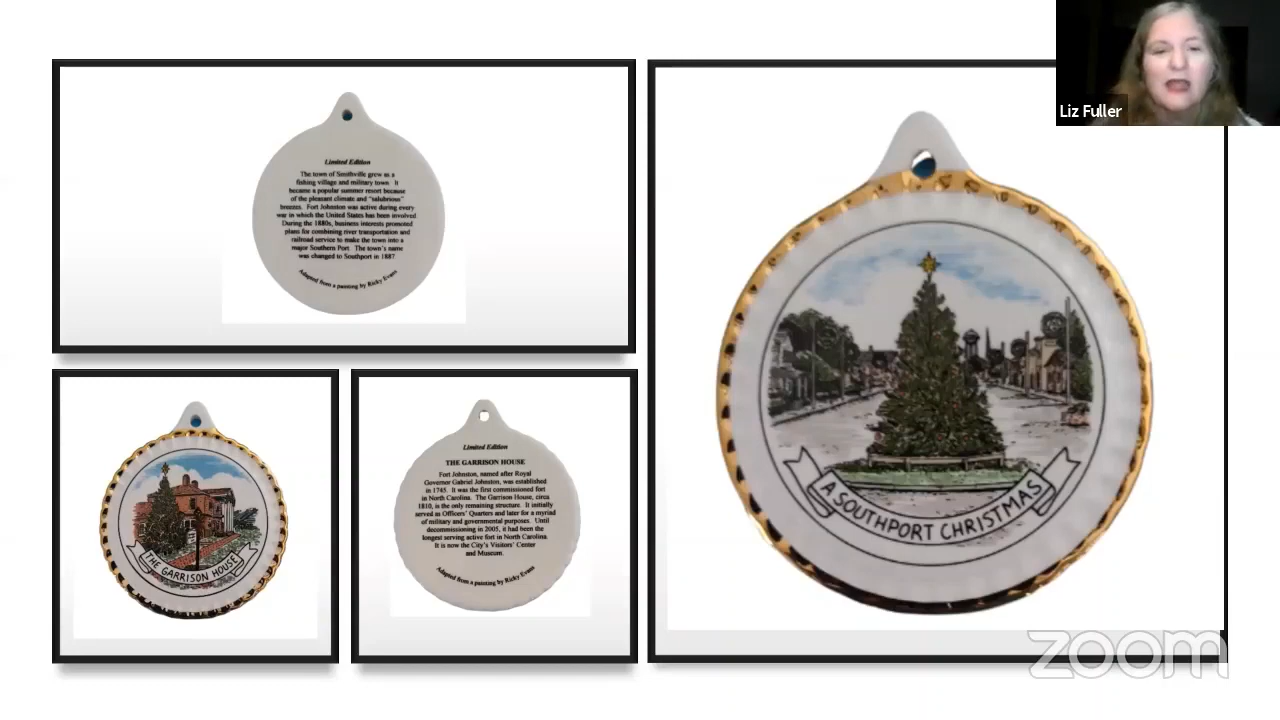 Liz Fuller
Limited Edition
The town of Smithville grew as a
fishing village and military town. It
became a popular summer resort because
of the pleasant climate and "salubrious"
breezes. Fort Johnston was active during every
war in which the United States has been involved
During the 1880s, business interests promoted
plans for combining river transportation and
railroad service to make the town into a
major Southern Port. The town's name
was changed to Southport in 1887.
Adapted from a painting by Ricky Evans
A SOUTHPORT CHRISTMAS
THE GARRISON HOUSE
Limited Edition
THE GARRISON HOUSE
Fort Johnston, named after Royal
Governor Gabriel Johnston, was established
in 1745. It was the first commissioned fort
in North Carolina. The Garrison House, circa
1810, is the only remaining structure. It initially
served as Officers' Quarters and later for a myriad
of military and governmental purposes. Until
decommissioning in 2005, it had been the
longest serving active fort in North Carolina.
It is now the City's Visitors' Center
and Museum.
Adapted from a painting by Ricky Evans
zoom